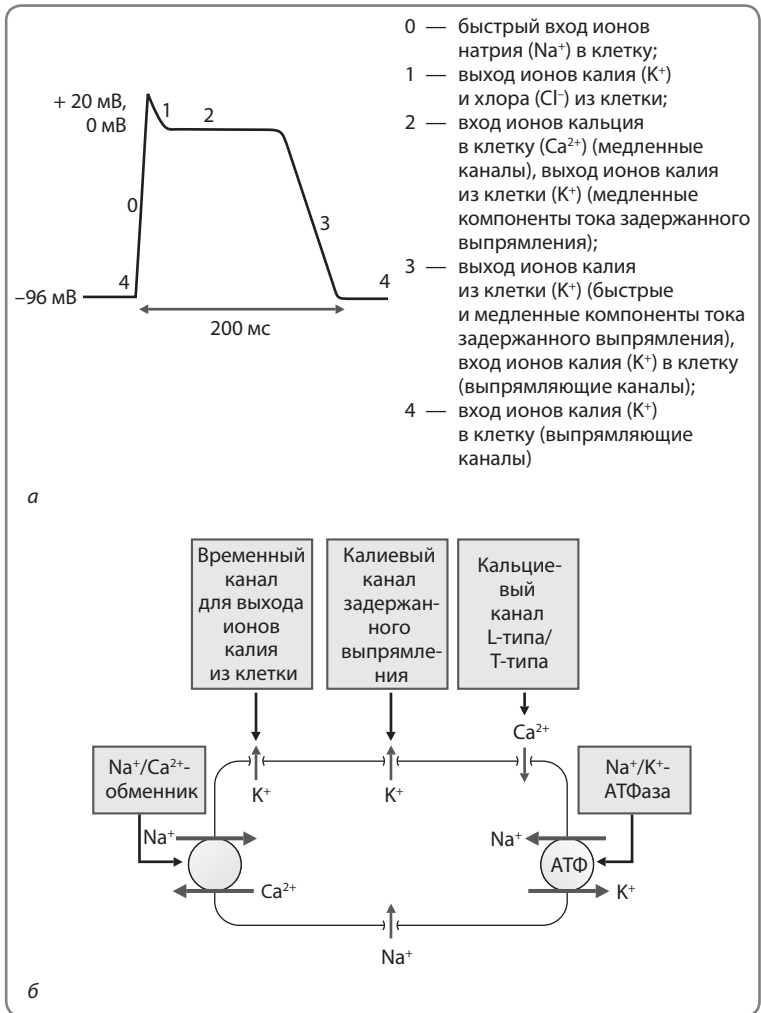 0 — быстрый вход ионов
натрия (Na⁺) в клетку;
1 — выход ионов калия (K⁺)
и хлора (Cl⁻) из клетки;
2 — вход ионов кальция
в клетку (Ca²⁺) (медленные
каналы), выход ионов калия
из клетки (K⁺) (медленные
компоненты тока задержанного
выпрямления);
3 — выход ионов калия
из клетки (K⁺) (быстрые
и медленные компоненты тока
задержанного выпрямления),
вход ионов калия (K⁺) в клетку
(выпрямляющие каналы);
4 — вход ионов калия (K⁺)
в клетку (выпрямляющие
каналы)
+ 20 мВ,
0 мВ
1
2
0
3
4
4
–96 мВ
200 мс
а
Временный
канал
для выхода
ионов
калия
из клетки
Калиевый
канал
задержан-
ного
выпрямле-
ния
Кальцие-
вый
канал
L-типа/
T-типа
Ca²⁺
Na⁺/Ca²⁺-
обменник
K⁺
K⁺
Na⁺/K⁺-
АТФаза
Na⁺
Na⁺
АТФ
Ca²⁺
K⁺
Na⁺
б